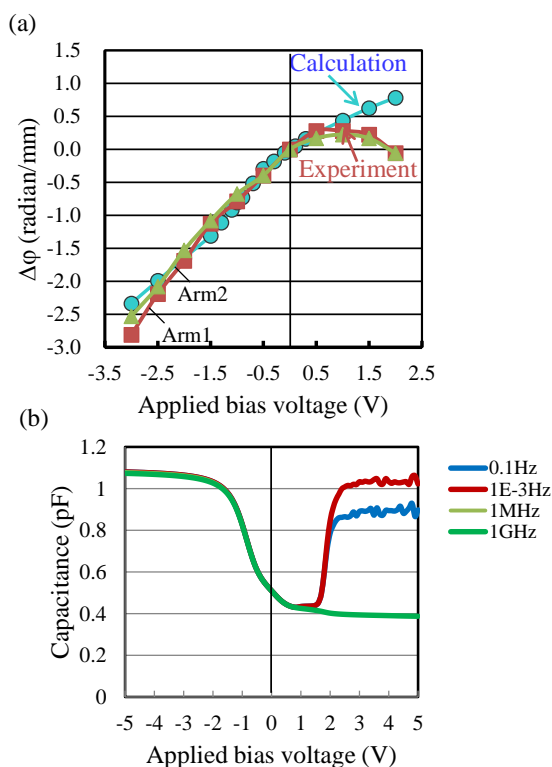 (a)
1.5
1.0
0.5
0.0
-0.5
-1.0
-1.5
-2.0
-2.5
-3.0
Δφ (radian/mm)
Calculation
Experiment
Arm2
Arm1
-3.5 -2.5 -1.5 -0.5 0.5 1.5 2.5
Applied bias voltage (V)
(b)
1.2
1
0.8
0.6
0.4
0.2
0
Capacitance (pF)
0.1Hz
1E-3Hz
1MHz
1GHz
-5 -4 -3 -2 -1 0 1 2 3 4 5
Applied bias voltage (V)